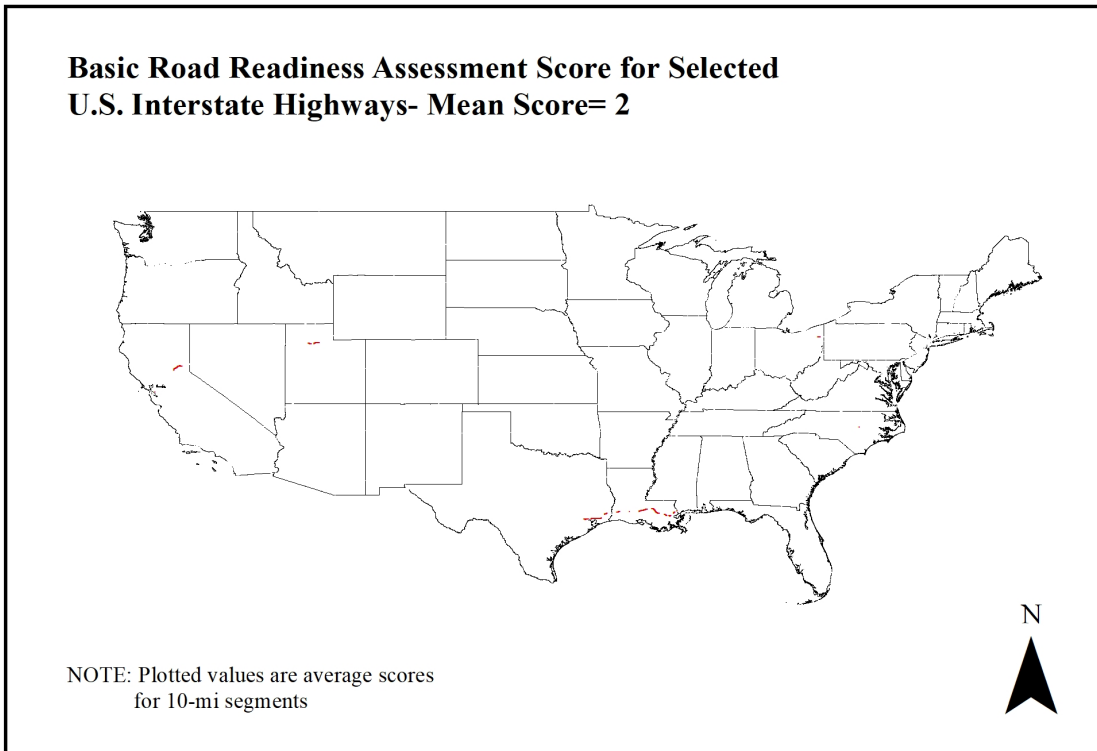 Basic Road Readiness Assessment Score for Selected
U.S. Interstate Highways- Mean Score= 2
N
NOTE: Plotted values are average scores
for 10-mi segments